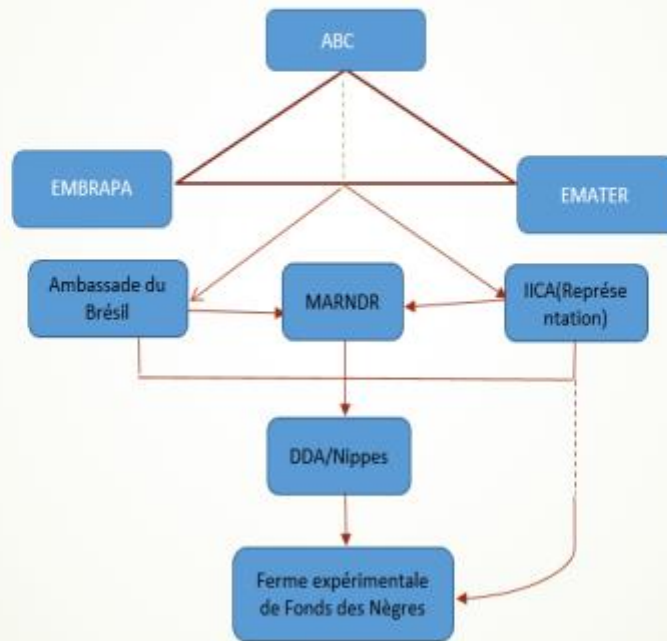 ABC
EMBRAPA
EMATER
Ambassade du
Brésil
MARNDR
IICA(Représe
ntation)
DDA/Nippes
Ferme expérimentale
de Fonds des Nègres